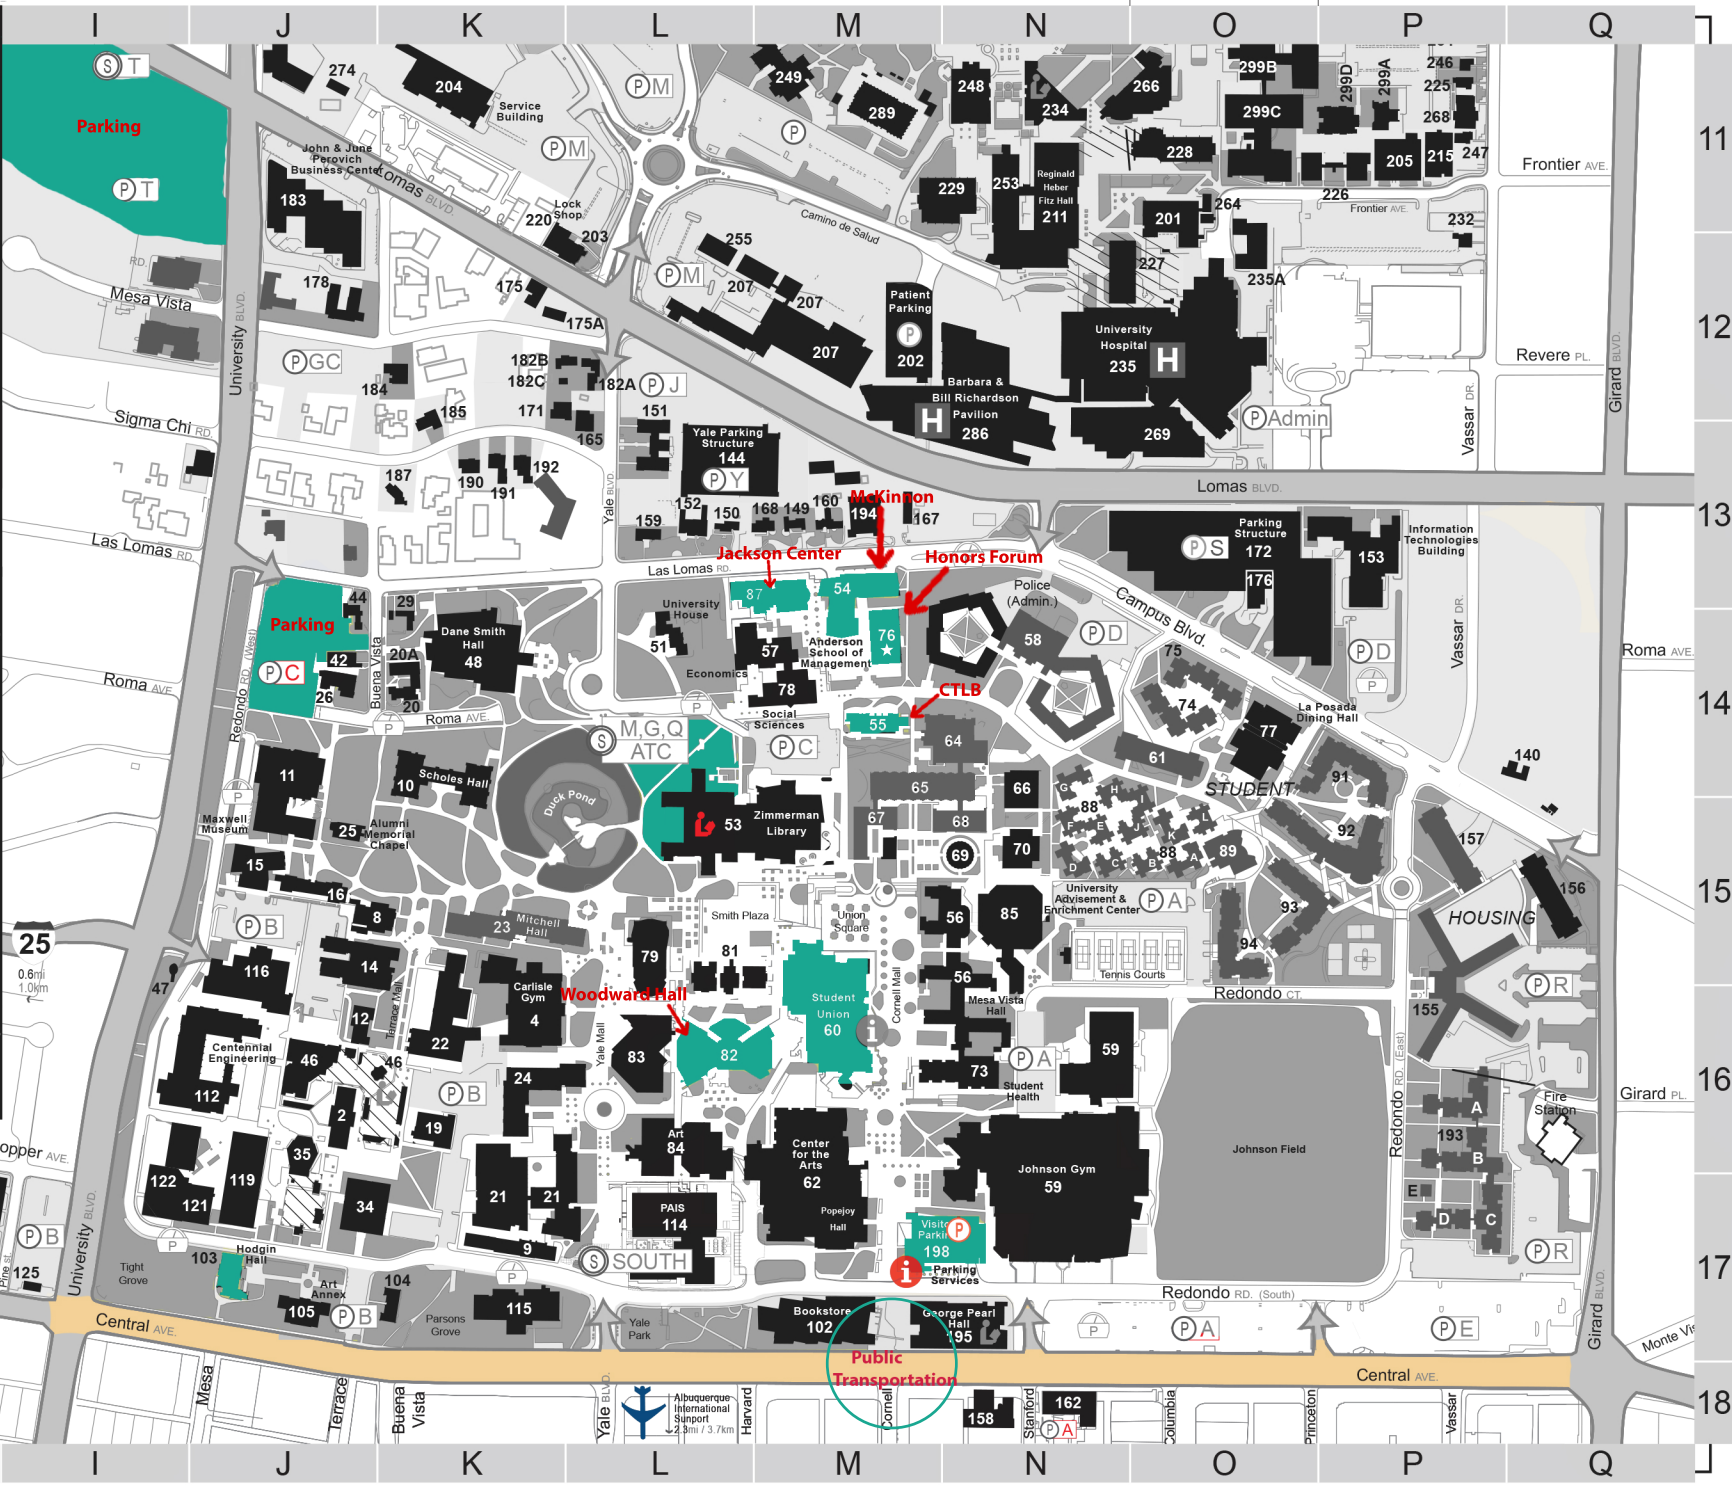 I J K L M N O P Q
S T
Parking
P T
274
204
Service
Building
P M
P M
249
289
P
248
234
266
299B
299C
299D
299A
246
225
268
205
215
247
228
226
11
Frontier AVE.
Frontier AVE.
232
John & June
Perovich
Business Center
183
Lomas BLVD.
220
Lock
Shop
203
229
253
Reginald
Heber
Fitz Hall
211
201
264
Camino de Salud
255
P M
207
207
207
227
235A
RD.
Mesa Vista
178
175
175A
University BLVD.
Patient
Parking
P
202
University
Hospital
235
H
12
Revere PL.
Girard BLVD.
P GC
184
185
182B
182C
182A
171
165
P J
151
Barbara &
Bill Richardson
Pavilion
286
H
269
P Admin
Vassar DR.
Sigma Chi RD.
Yale Parking
Structure
144
P Y
187
190
191
192
Yale BLVD.
152
159
150
168
149
160
194
167
McKinnon
Lomas BLVD.
13
Las Lomas RD.
Las Lomas RD.
Jackson Center
Honors Forum
P S
Parking
Structure
172
176
153
Information
Technologies
Building
87
54
76
Police
(Admin.)
58
P D
Campus Blvd.
75
P D
P
Vassar DR.
Roma AVE.
Parking
P C
44
42
26
29
20A
20
Buena Vista
Redondo RD.(West)
Dane Smith
Hall
48
University
House
51
57
Economics
78
Social
Sciences
Anderson
School of
Management
CTLB
55
74
77
La Posada
Dining Hall
14
Roma AVE.
Roma AVE.
P
P
S M,G,Q
ATC
P C
64
61
140
11
10
Scholes Hall
Duck Pond
65
66
STUDENT
91
P
Maxwell
Museum
25
Alumni
Memorial
Chapel
53
Zimmerman
Library
67
68
69
70
88
G
H
I
F
E
J
K
L
D
C
B
A
88
89
92
157
15
16
8
P B
23
Mitchell
Hall
Smith Plaza
Union
Square
56
85
University
Advisement &
Enrichment Center
P A
93
94
156
HOUSING
15
25
0.6mi
1.0km
47
116
14
12
22
Terrace Mall
Carlisle
Gym
4
79
81
Woodward Hall
Student
Union
60
i
Cornell Mall
56
Mesa Vista
Hall
Tennis Courts
Redondo CT.
155
P R
Centennial
Engineering
112
46
46
2
24
P B
19
Yale Mall
83
82
73
P A
Student
Health
59
Johnson Field
Redondo RD. (East)
A
193
B
E
D
C
Fire
Station
Girard PL.
16
122
121
119
35
34
21
21
9
Art
84
PAIS
114
Center
for the
Arts
62
Popejoy
Hall
Johnson Gym
59
P B
P
P
S SOUTH
Visitor
Parking
P
198
i
Parking
Services
P R
17
125
103
Hodgin
Hall
Tight
Grove
Art
Annex
105
P B
104
Parsons
Grove
115
Yale
Park
Bookstore
102
George Pearl
Hall
195
Redondo RD. (South)
P
P A
P E
Girard BLVD.
University BLVD.
Central AVE.
Public
Transportation
Central AVE.
Mesa
Terrace
Buena
Vista
Yale BLVD.
Albuquerque
International
Sunport
2.3mi / 3.7km
Harvard
Cornell
158
Stanford
162
P A
Columbia
Princeton
Vassar
18
I J K L M N O P Q